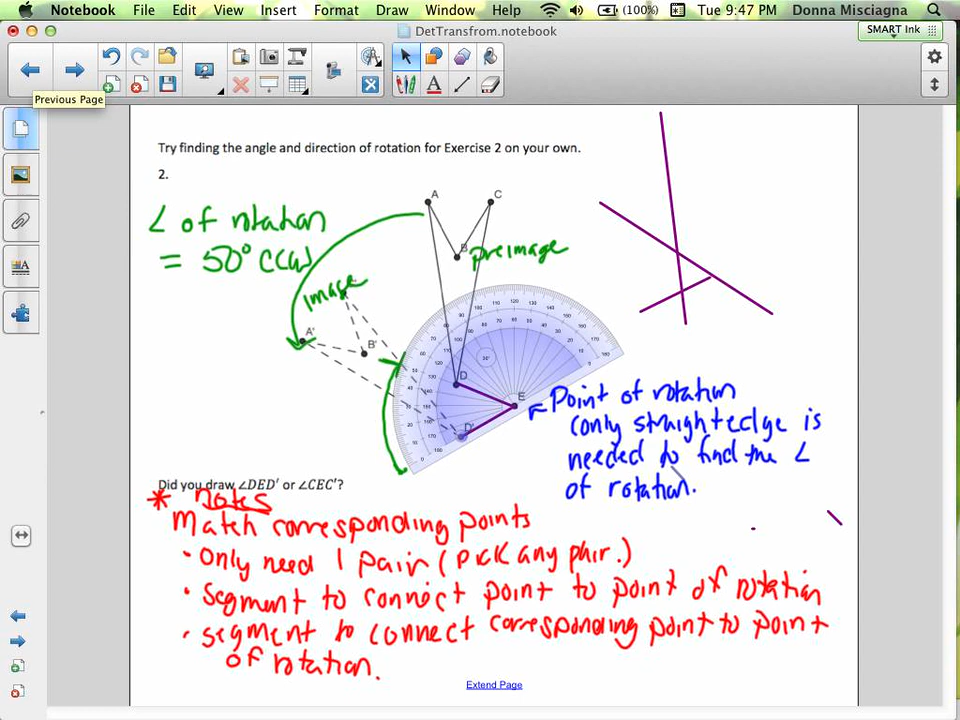 Notebook File Edit View Insert Format Draw Window Help (100%) Tue 9:47 PM Donna Misciagna
DetTransfrom.notebook
SMART Ink
Previous Page
Try finding the angle and direction of rotation for Exercise 2 on your own.
2.
A C
∠ of rotation
= 50° CCW
B preimage
image
A'
B'
D
E
D'
Point of rotation
(only straightedge is
needed to find the ∠
of rotation.
Did you draw ∠DED′ or ∠CEC′?
* Notes
Match corresponding points
• Only need 1 pair (pick any phir.)
• Segment to connect point to point of rotation
• segment to connect corresponding point to point
of rotation.
Extend Page